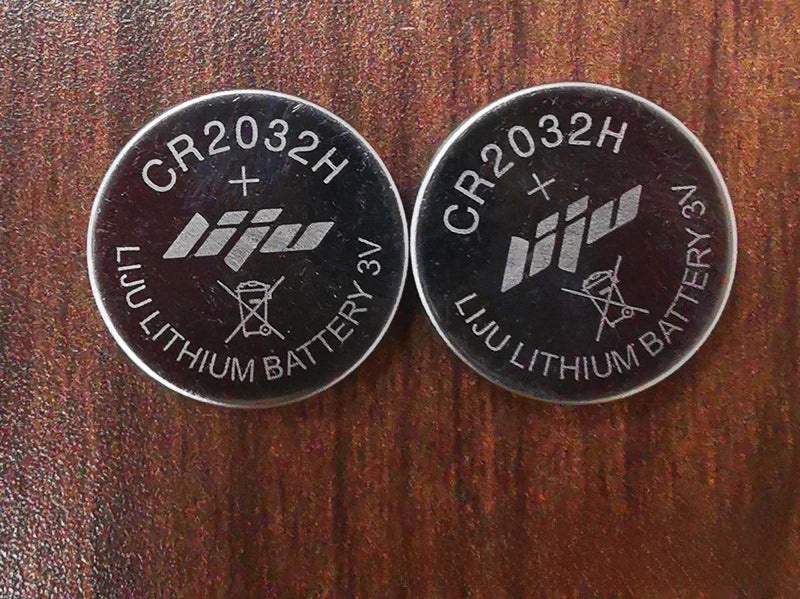 CR2032H
+
liju
LIJU LITHIUM BATTERY 3V
CR2032H
+
liju
LIJU LITHIUM BATTERY 3V